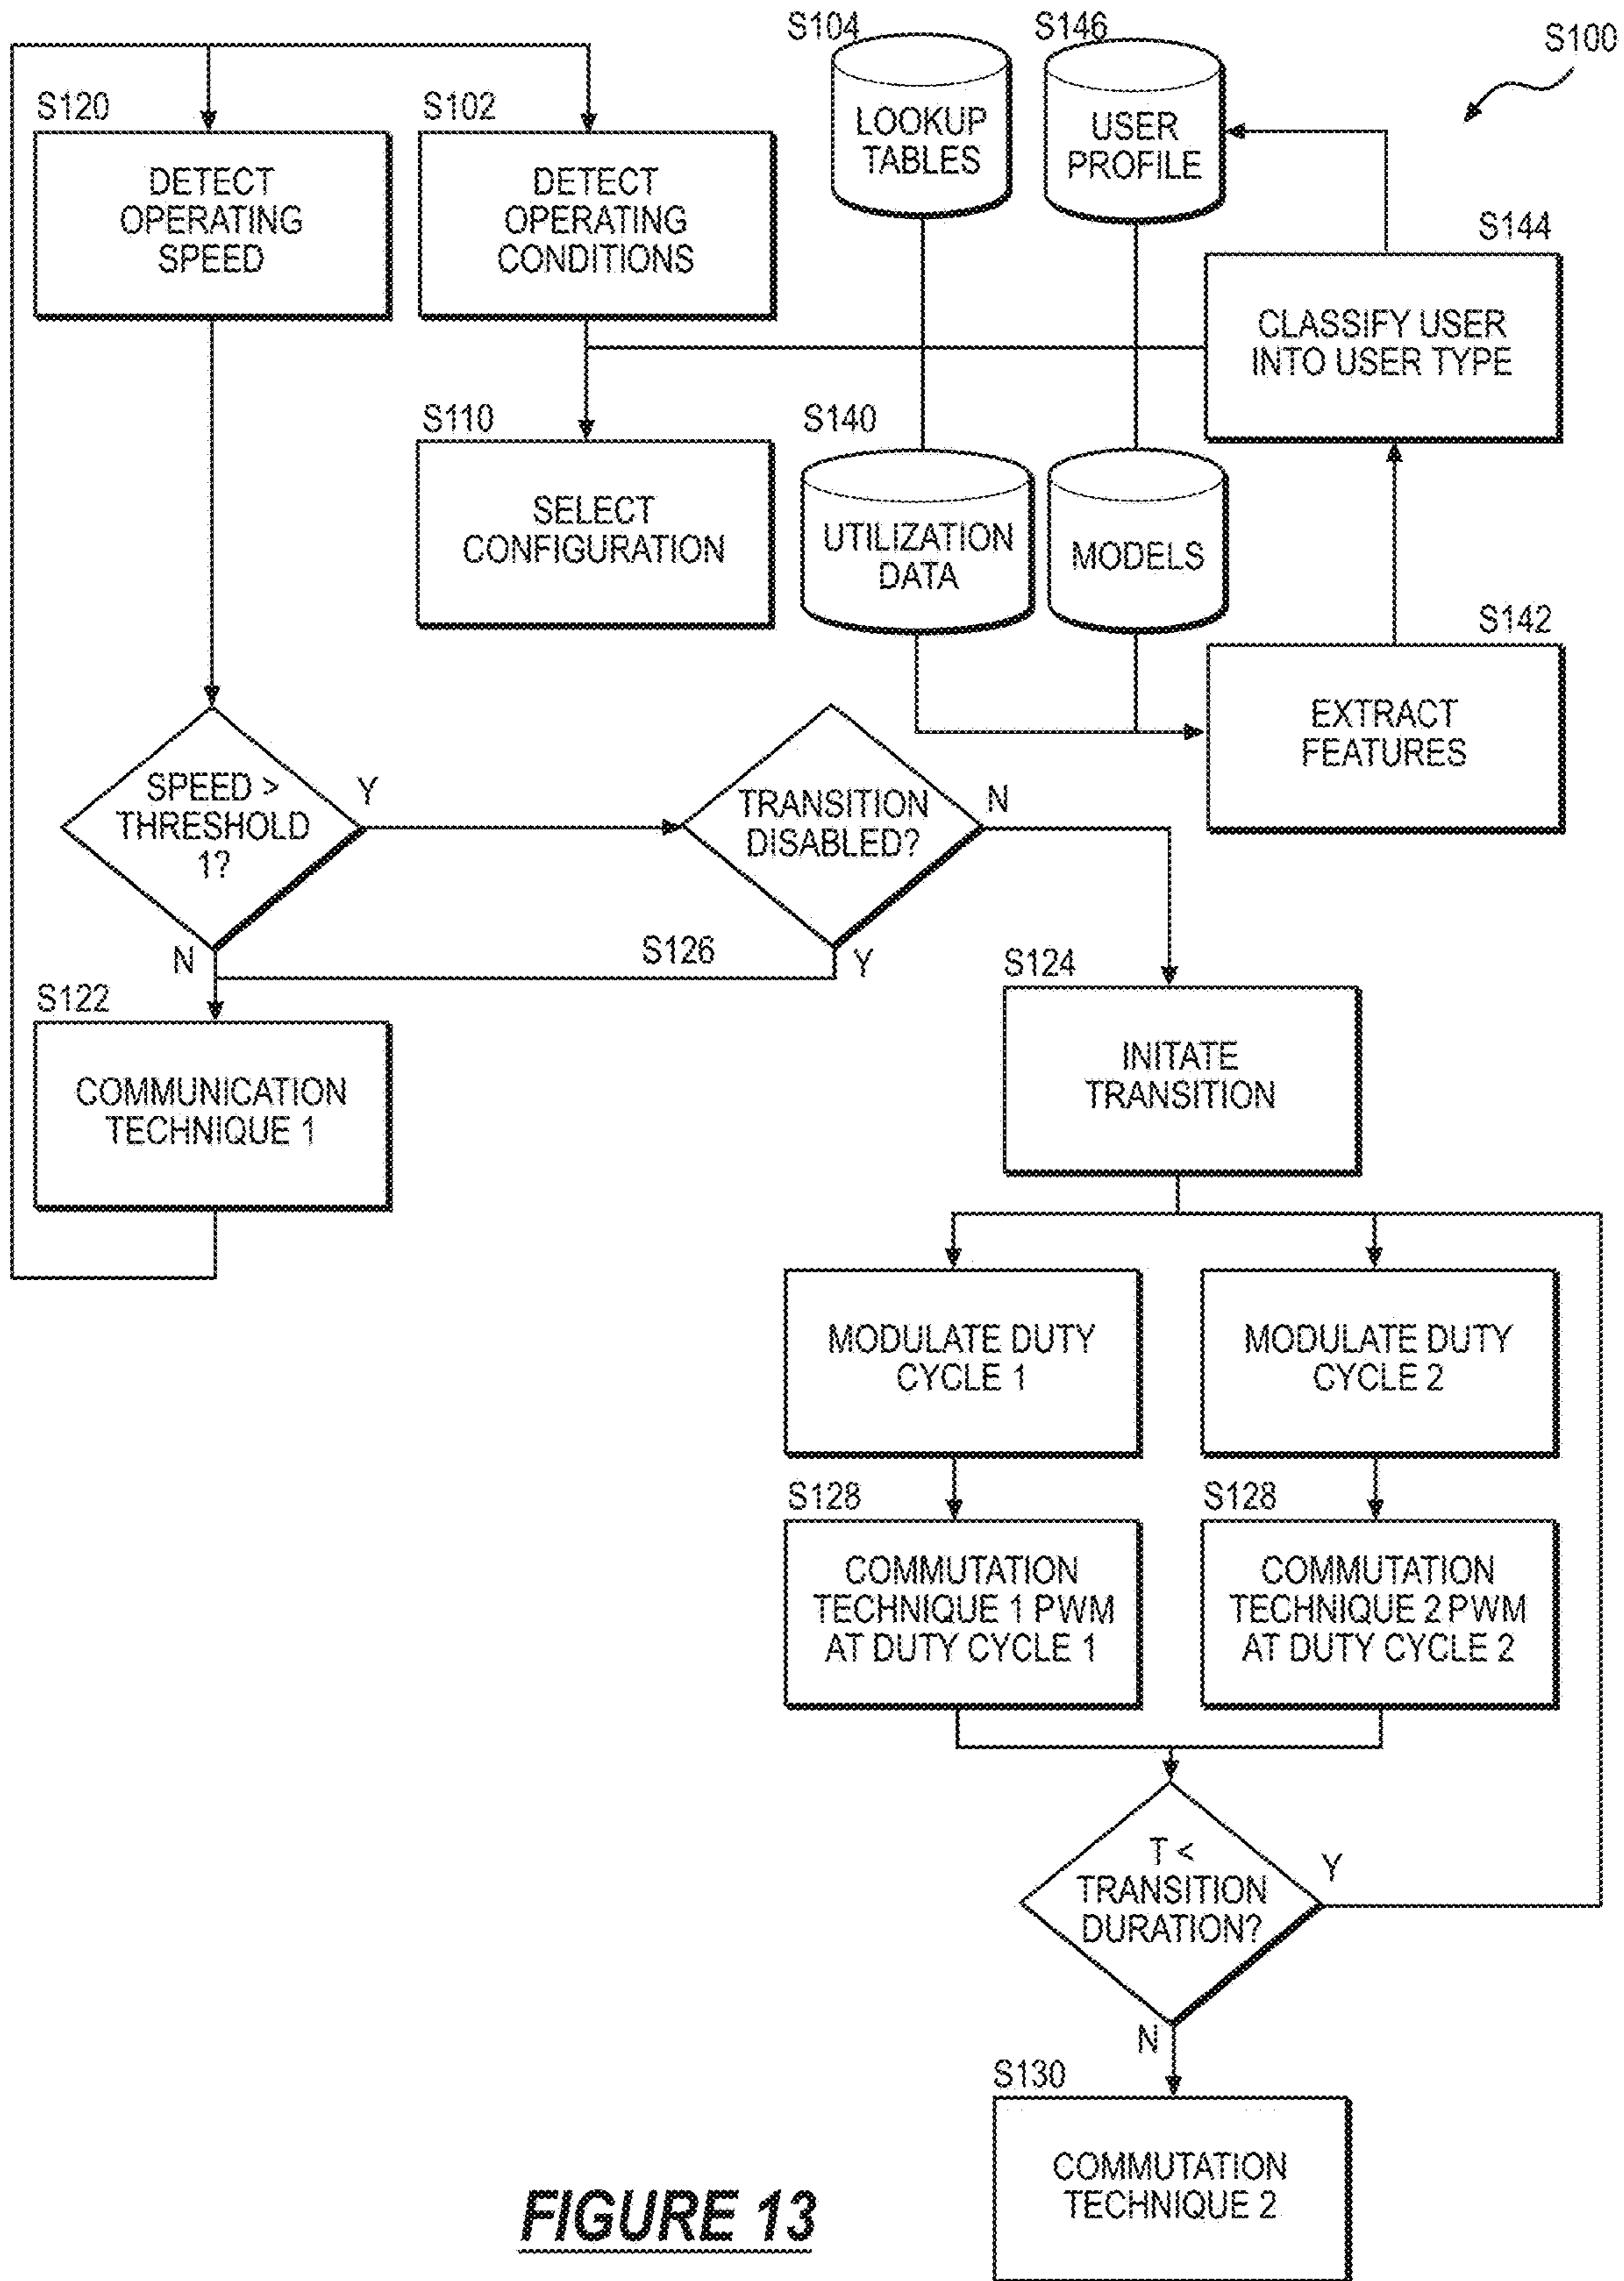 S104
S146
S100
LOOKUP
TABLES
USER
PROFILE
S120
DETECT
OPERATING
SPEED
S102
DETECT
OPERATING
CONDITIONS
S144
CLASSIFY USER
INTO USER TYPE
S110
SELECT
CONFIGURATION
S140
UTILIZATION
DATA
MODELS
S142
EXTRACT
FEATURES
SPEED >
THRESHOLD
1?
Y
N
TRANSITION
DISABLED?
N
Y
S126
S122
COMMUNICATION
TECHNIQUE 1
S124
INITATE
TRANSITION
MODULATE DUTY
CYCLE 1
MODULATE DUTY
CYCLE 2
S128
COMMUTATION
TECHNIQUE 1 PWM
AT DUTY CYCLE 1
S128
COMMUTATION
TECHNIQUE 2 PWM
AT DUTY CYCLE 2
T <
TRANSITION
DURATION?
Y
N
S130
COMMUTATION
TECHNIQUE 2
FIGURE 13